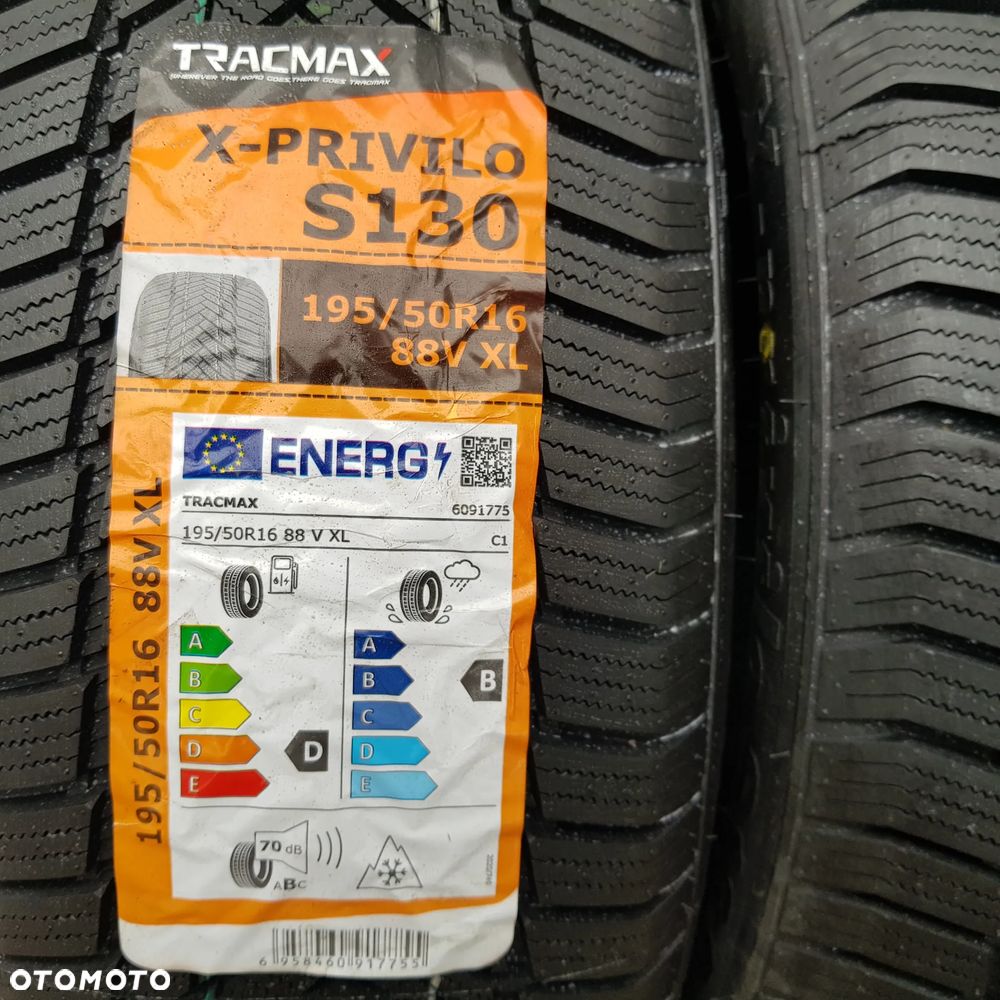 TRACMAX
WHEREVER THE ROAD GOES, THERE GOES TRACMAX
X-PRIVILO
S130
195/50R16
88V XL
195/50R16 88V XL
ENERG
TRACMAX
6091775
195/50R16 88 V XL
C1
A
B
C
D
E
D
A
B
C
D
E
B
70 dB
ABC
6 958460 917755
OTOMOTO